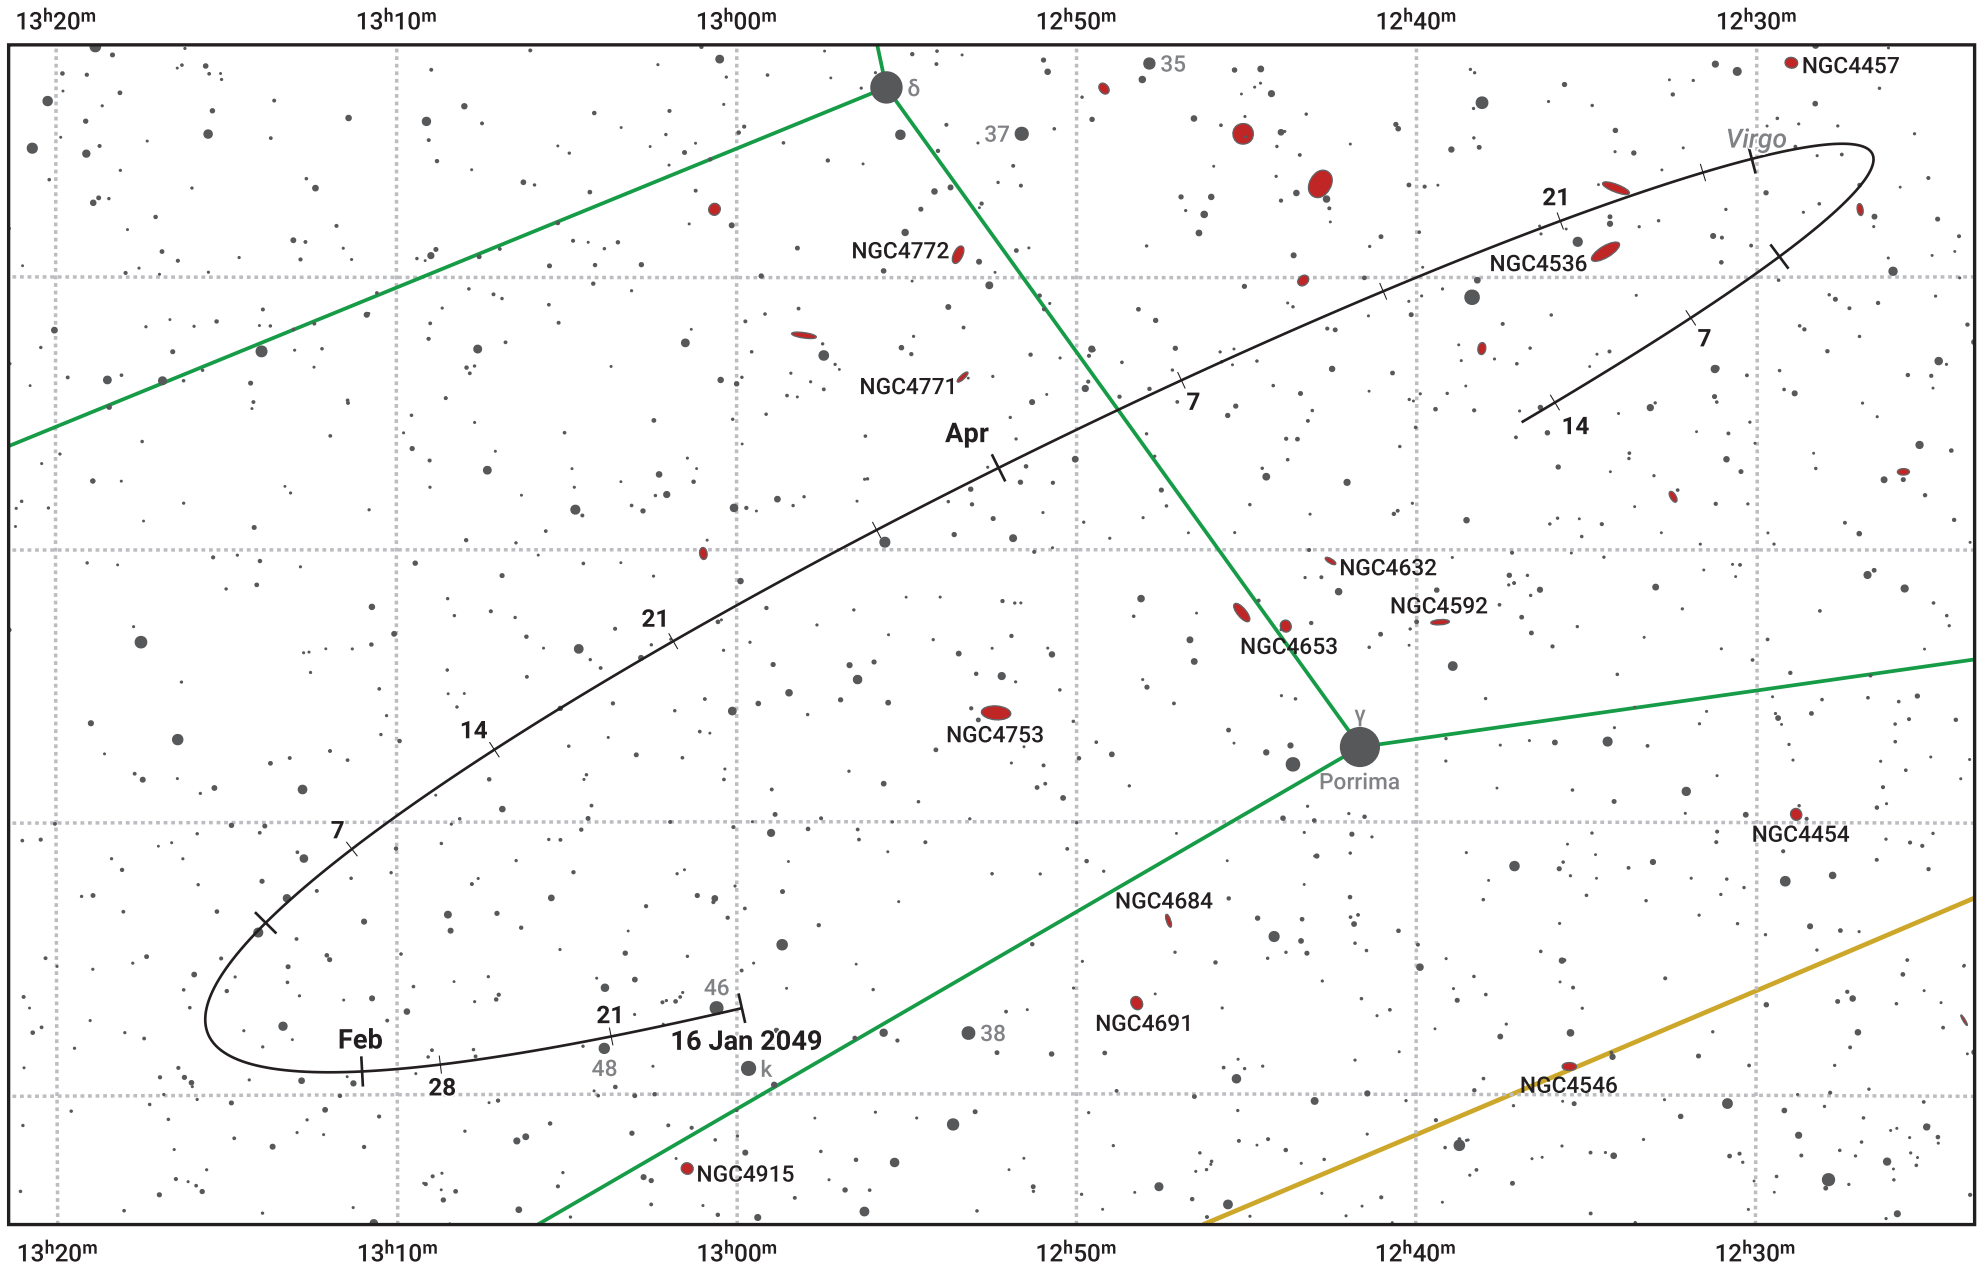 13ʰ20ᵐ 13ʰ10ᵐ 13ʰ00ᵐ 12ʰ50ᵐ 12ʰ40ᵐ 12ʰ30ᵐ
35
NGC4457
δ
37
Virgo
21
NGC4772
NGC4536
7
NGC4771
7
14
Apr
NGC4632
NGC4592
21
NGC4653
γ
14
NGC4753
Porrima
7
NGC4454
NGC4684
46
21
NGC4691
Feb
16 Jan 2049
38
48
k
28
NGC4546
NGC4915
13ʰ20ᵐ 13ʰ10ᵐ 13ʰ00ᵐ 12ʰ50ᵐ 12ʰ40ᵐ 12ʰ30ᵐ